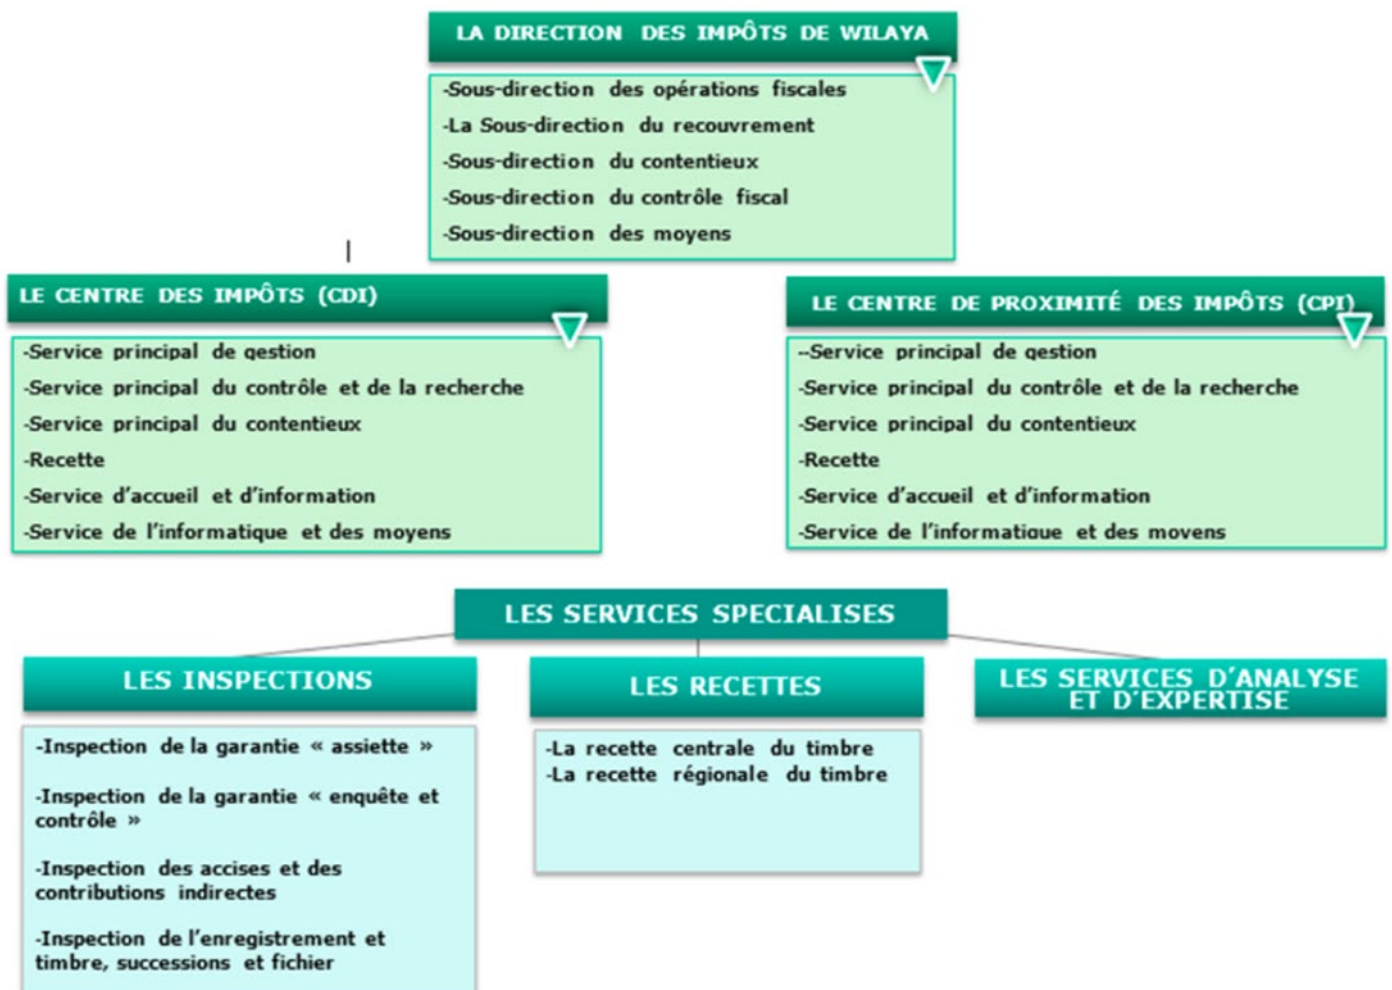 LA DIRECTION DES IMPÔTS DE WILAYA
-Sous-direction des opérations fiscales
-La Sous-direction du recouvrement
-Sous-direction du contentieux
-Sous-direction du contrôle fiscal
-Sous-direction des moyens
LE CENTRE DES IMPÔTS (CDI)
-Service principal de gestion
-Service principal du contrôle et de la recherche
-Service principal du contentieux
-Recette
-Service d'accueil et d'information
-Service de l'informatique et des moyens
LE CENTRE DE PROXIMITÉ DES IMPÔTS (CPI)
--Service principal de gestion
-Service principal du contrôle et de la recherche
-Service principal du contentieux
-Recette
-Service d'accueil et d'information
-Service de l'informatique et des moyens
LES SERVICES SPECIALISES
LES INSPECTIONS
-Inspection de la garantie « assiette »
-Inspection de la garantie « enquête et
contrôle »
-Inspection des accises et des
contributions indirectes
-Inspection de l'enregistrement et
timbre, successions et fichier
LES RECETTES
-La recette centrale du timbre
-La recette régionale du timbre
LES SERVICES D'ANALYSE
ET D'EXPERTISE